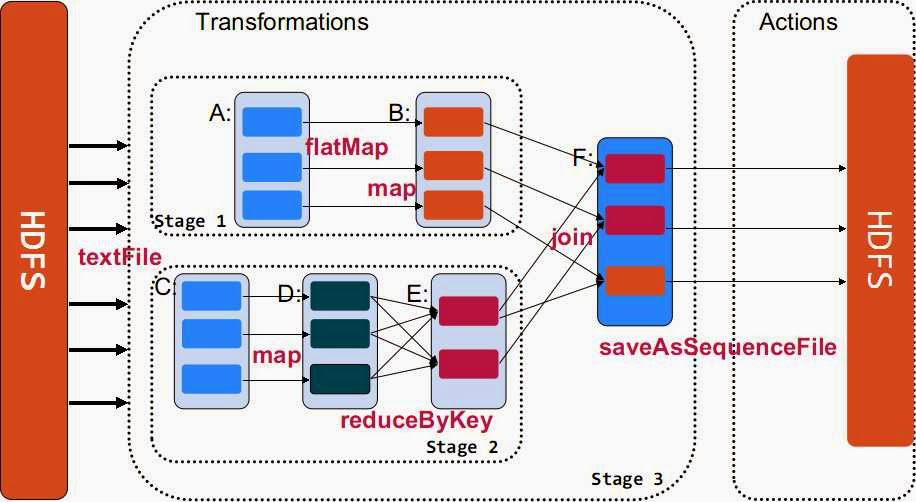 Transformations
Actions
HDFS
A:
B:
flatMap
map
Stage 1
F:
join
textFile
HDFS
C:
D:
E:
map
reduceByKey
Stage 2
saveAsSequenceFile
Stage 3